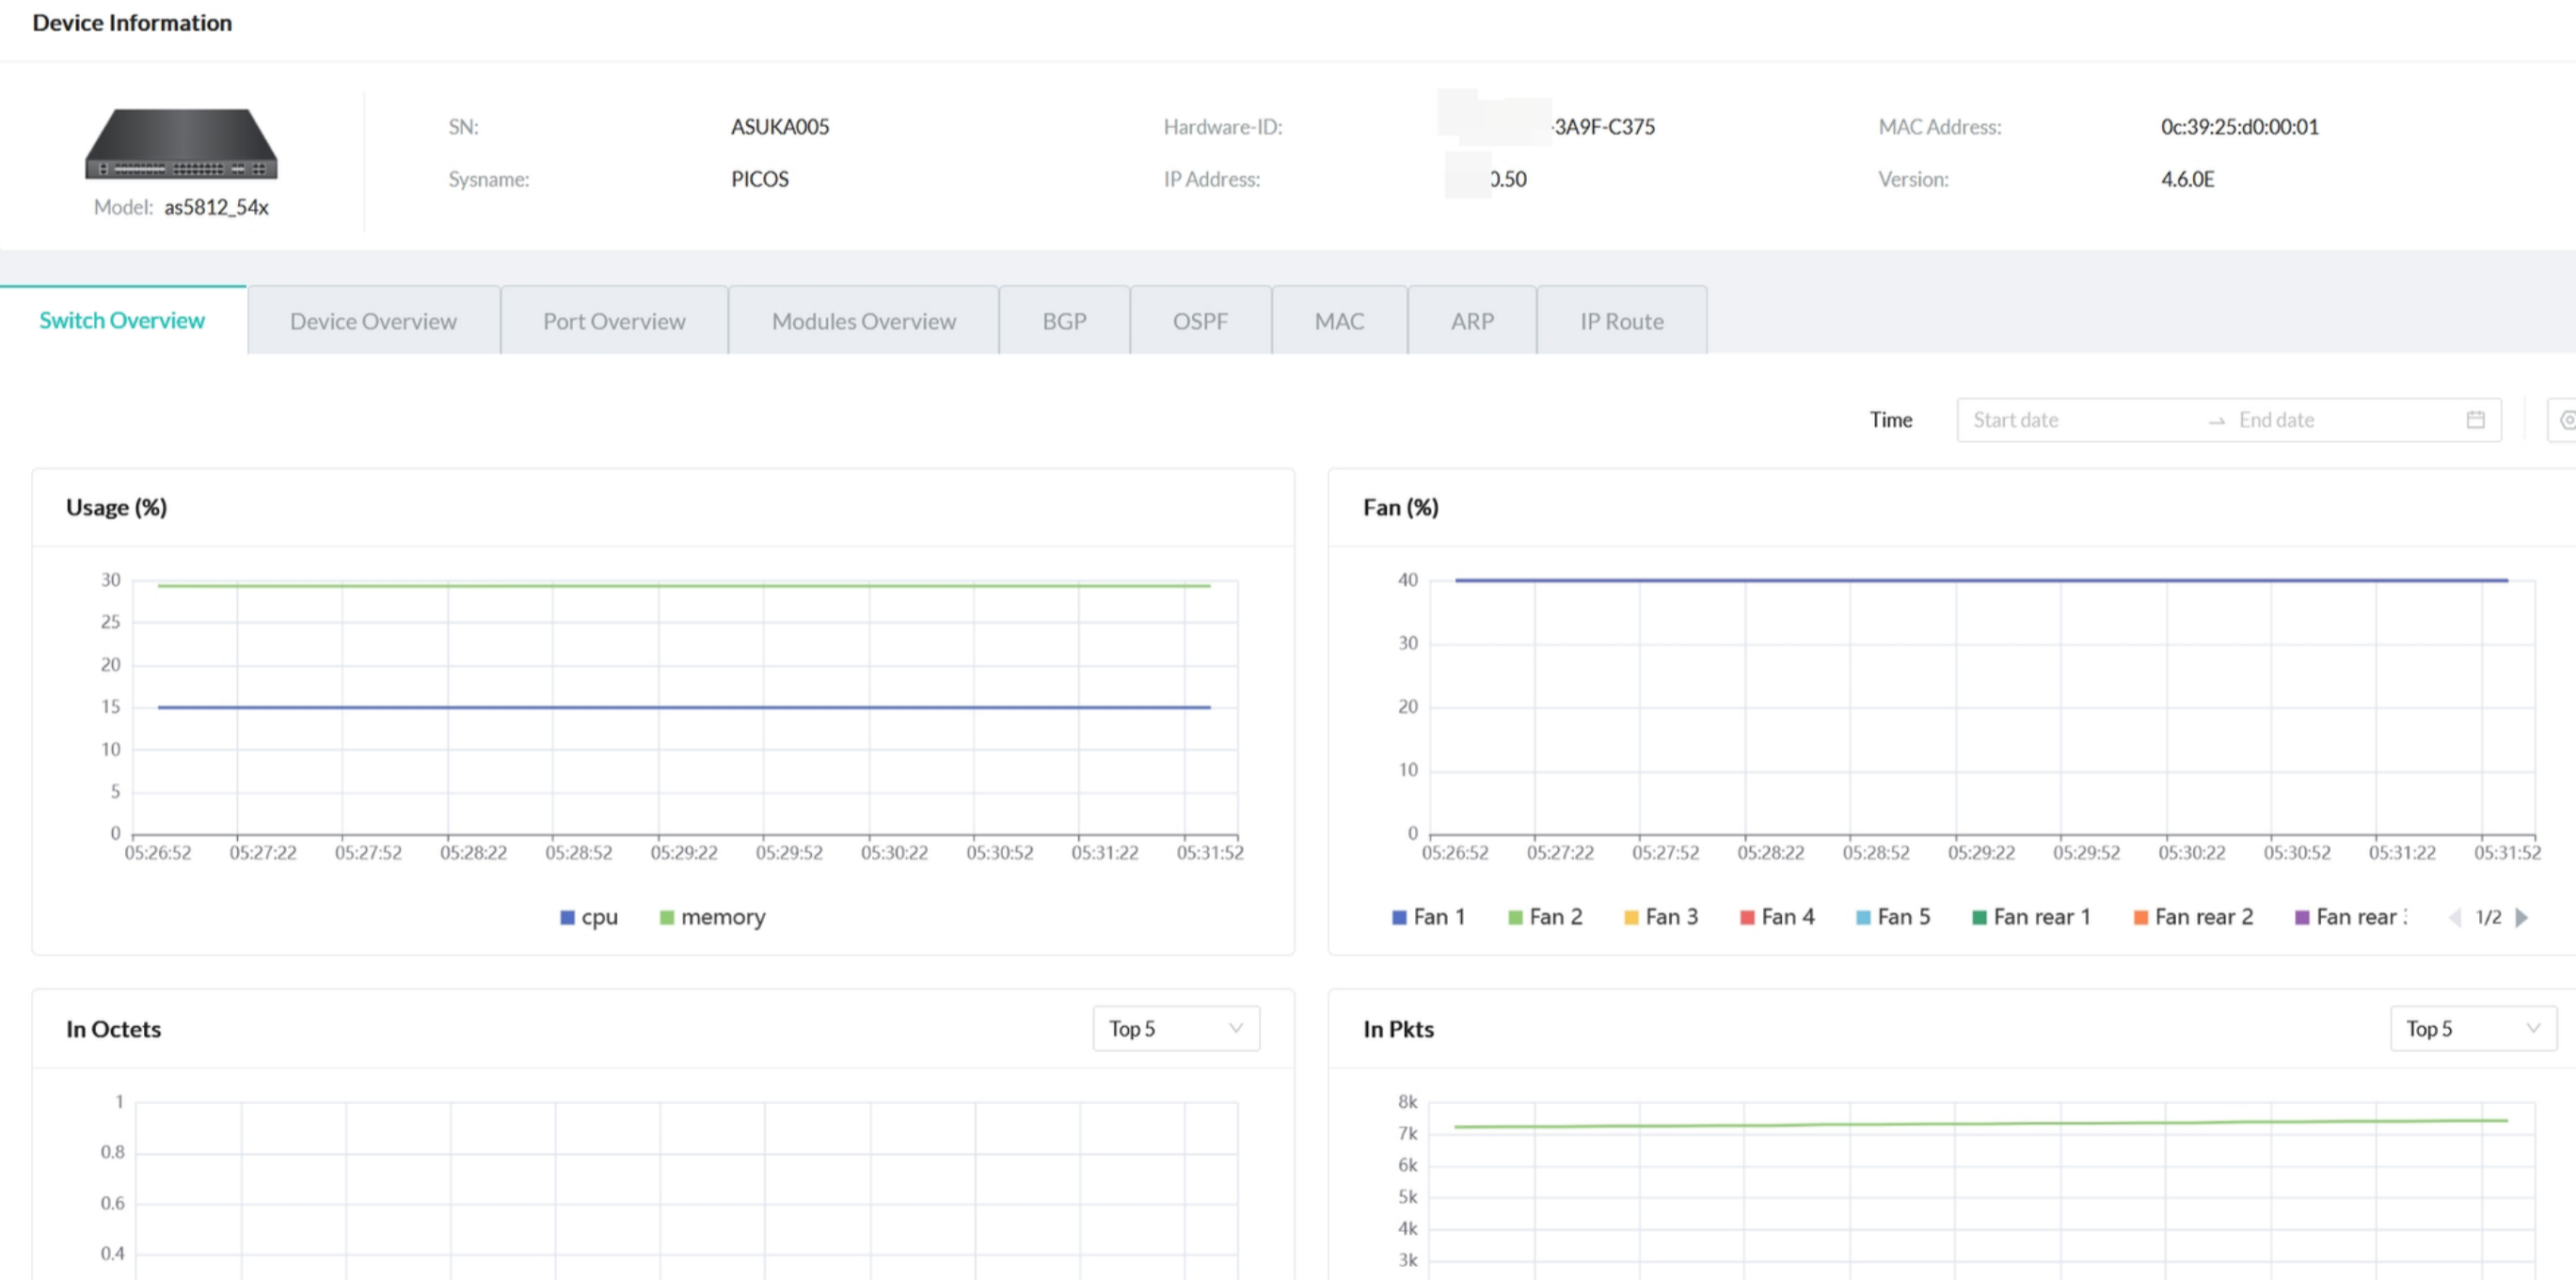 Device Information
SN: ASUKA005 Hardware-ID: -3A9F-C375 MAC Address: 0c:39:25:d0:00:01
Sysname: PICOS IP Address: 0.50 Version: 4.6.0E
Model: as5812_54x
Switch Overview Device Overview Port Overview Modules Overview BGP OSPF MAC ARP IP Route
Time Start date → End date
Usage (%)
30
25
20
15
10
5
0
05:26:52 05:27:22 05:27:52 05:28:22 05:28:52 05:29:22 05:29:52 05:30:22 05:30:52 05:31:22 05:31:52
cpu memory
Fan (%)
40
30
20
10
0
05:26:52 05:27:22 05:27:52 05:28:22 05:28:52 05:29:22 05:29:52 05:30:22 05:30:52 05:31:22 05:31:52
Fan 1 Fan 2 Fan 3 Fan 4 Fan 5 Fan rear 1 Fan rear 2 Fan rear 1/2
In Octets Top 5
1
0.8
0.6
0.4
In Pkts Top 5
8k
7k
6k
5k
4k
3k